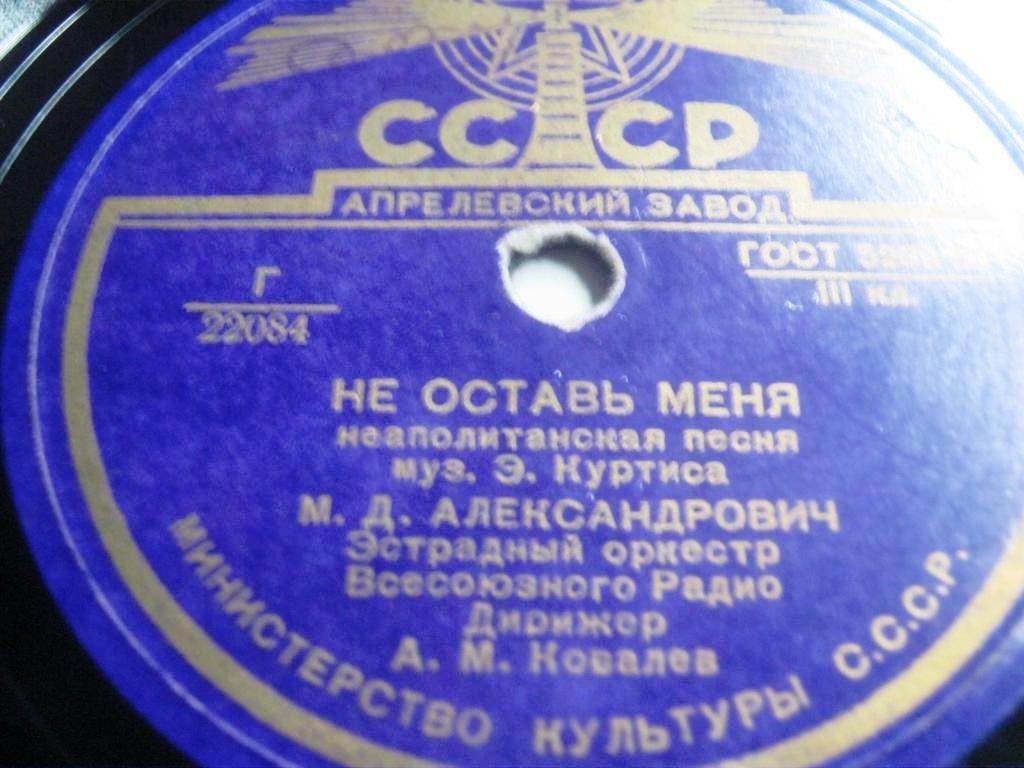 СССР
АПРЕЛЕВСКИЙ ЗАВОД
ГОСТ
III кл.
Г
22084
НЕ ОСТАВЬ МЕНЯ
неаполитанская песня
муз. Э. Куртиса
М. Д. АЛЕКСАНДРОВИЧ
Эстрадный оркестр
Всесоюзного Радио
Дирижер
А. М. Ковалев
МИНИСТЕРСТВО КУЛЬТУРЫ С.С.С.Р.